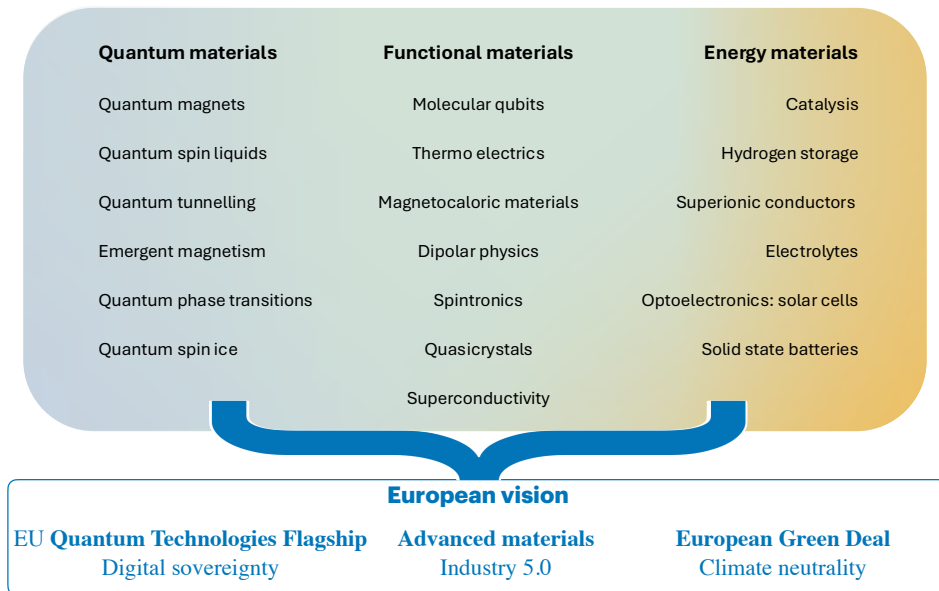 Quantum materials
Quantum magnets
Quantum spin liquids
Quantum tunnelling
Emergent magnetism
Quantum phase transitions
Quantum spin ice
Functional materials
Molecular qubits
Thermo electrics
Magnetocaloric materials
Dipolar physics
Spintronics
Quasicrystals
Superconductivity
Energy materials
Catalysis
Hydrogen storage
Superionic conductors
Electrolytes
Optoelectronics: solar cells
Solid state batteries
European vision
EU Quantum Technologies Flagship
Digital sovereignty
Advanced materials
Industry 5.0
European Green Deal
Climate neutrality